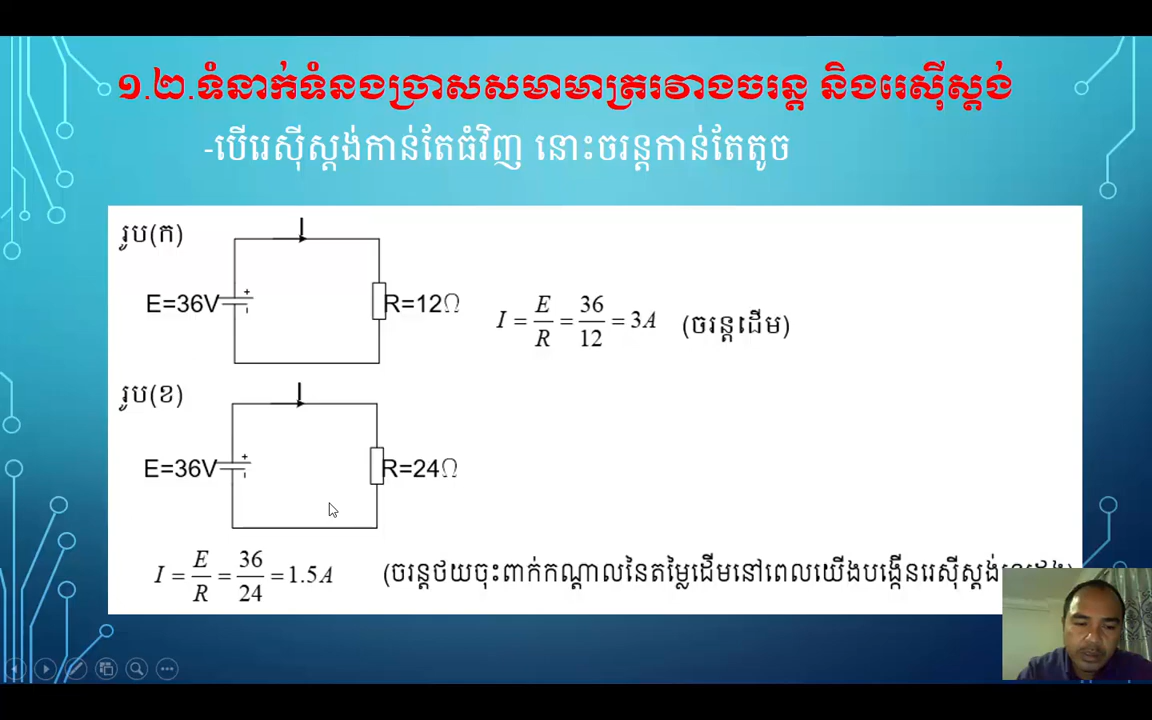 ១.២.ទំនាក់ទំនងច្រាសសមាមាត្ររវាងចរន្ត និងរេស៊ីស្តង់
-បើរេស៊ីស្តង់កាន់តែធំវិញ នោះចរន្តកាន់តែតូច
រូប(ក)
I
E=36V
+
-
R=12Ω
I = E/R = 36/12 = 3A (ចរន្តដើម)
រូប(ខ)
I
E=36V
+
-
R=24Ω
I = E/R = 36/24 = 1.5A (ចរន្តថយចុះពាក់កណ្តាលនៃតម្លៃដើមនៅពេលយើងបង្កើនរេស៊ីស្តង់